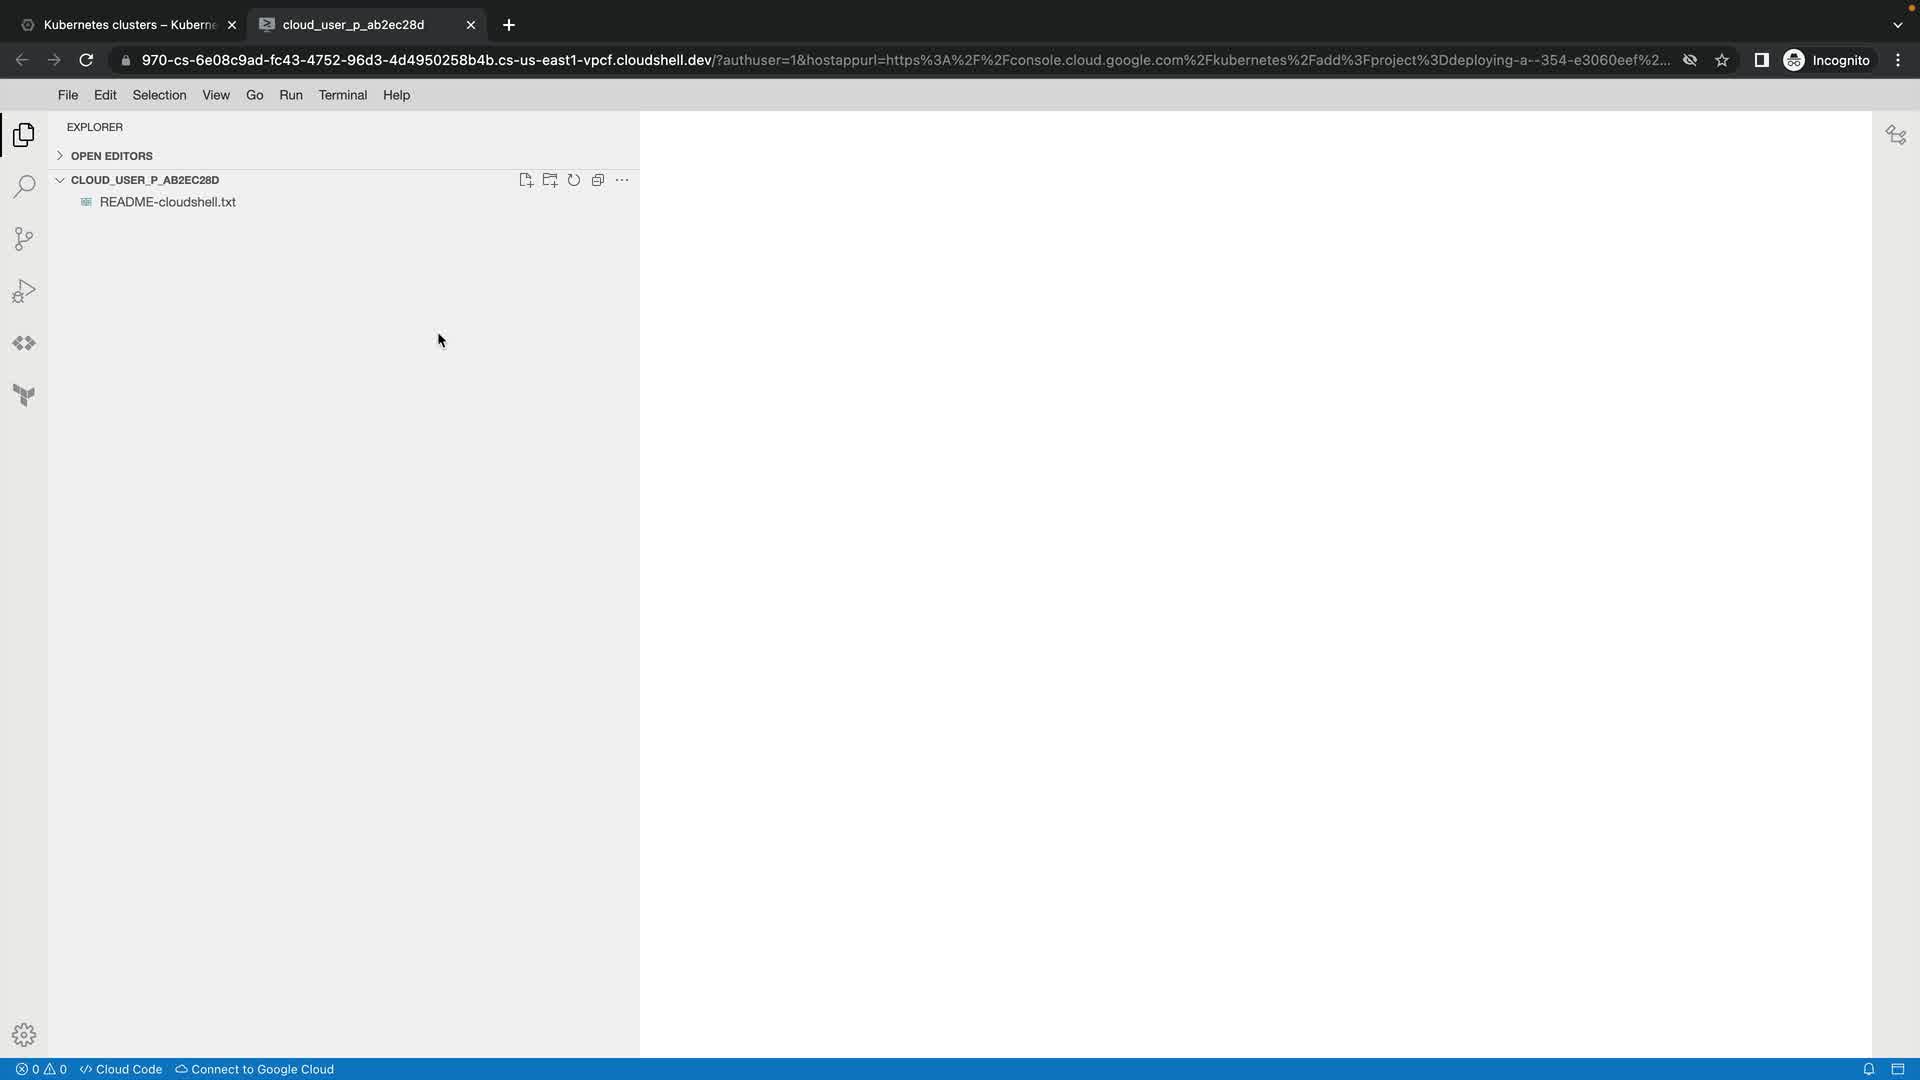 Kubernetes clusters – Kuberne
cloud_user_p_ab2ec28d
970-cs-6e08c9ad-fc43-4752-96d3-4d4950258b4b.cs-us-east1-vpcf.cloudshell.dev/?authuser=1&hostappurl=https%3A%2F%2Fconsole.cloud.google.com%2Fkubernetes%2Fadd%3Fproject%3Ddeploying-a--354-e3060eef%2...
Incognito
File Edit Selection View Go Run Terminal Help
EXPLORER
OPEN EDITORS
CLOUD_USER_P_AB2EC28D
README-cloudshell.txt
0 0 Cloud Code Connect to Google Cloud